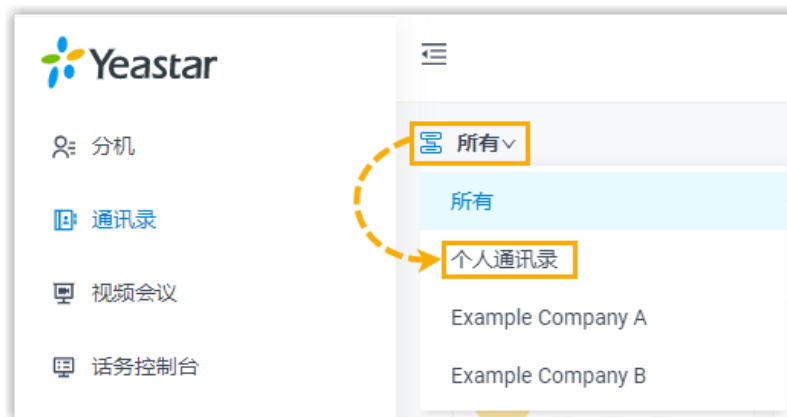 Yeastar
分机
通讯录
视频会议
话务控制台
所有
所有
个人通讯录
Example Company A
Example Company B